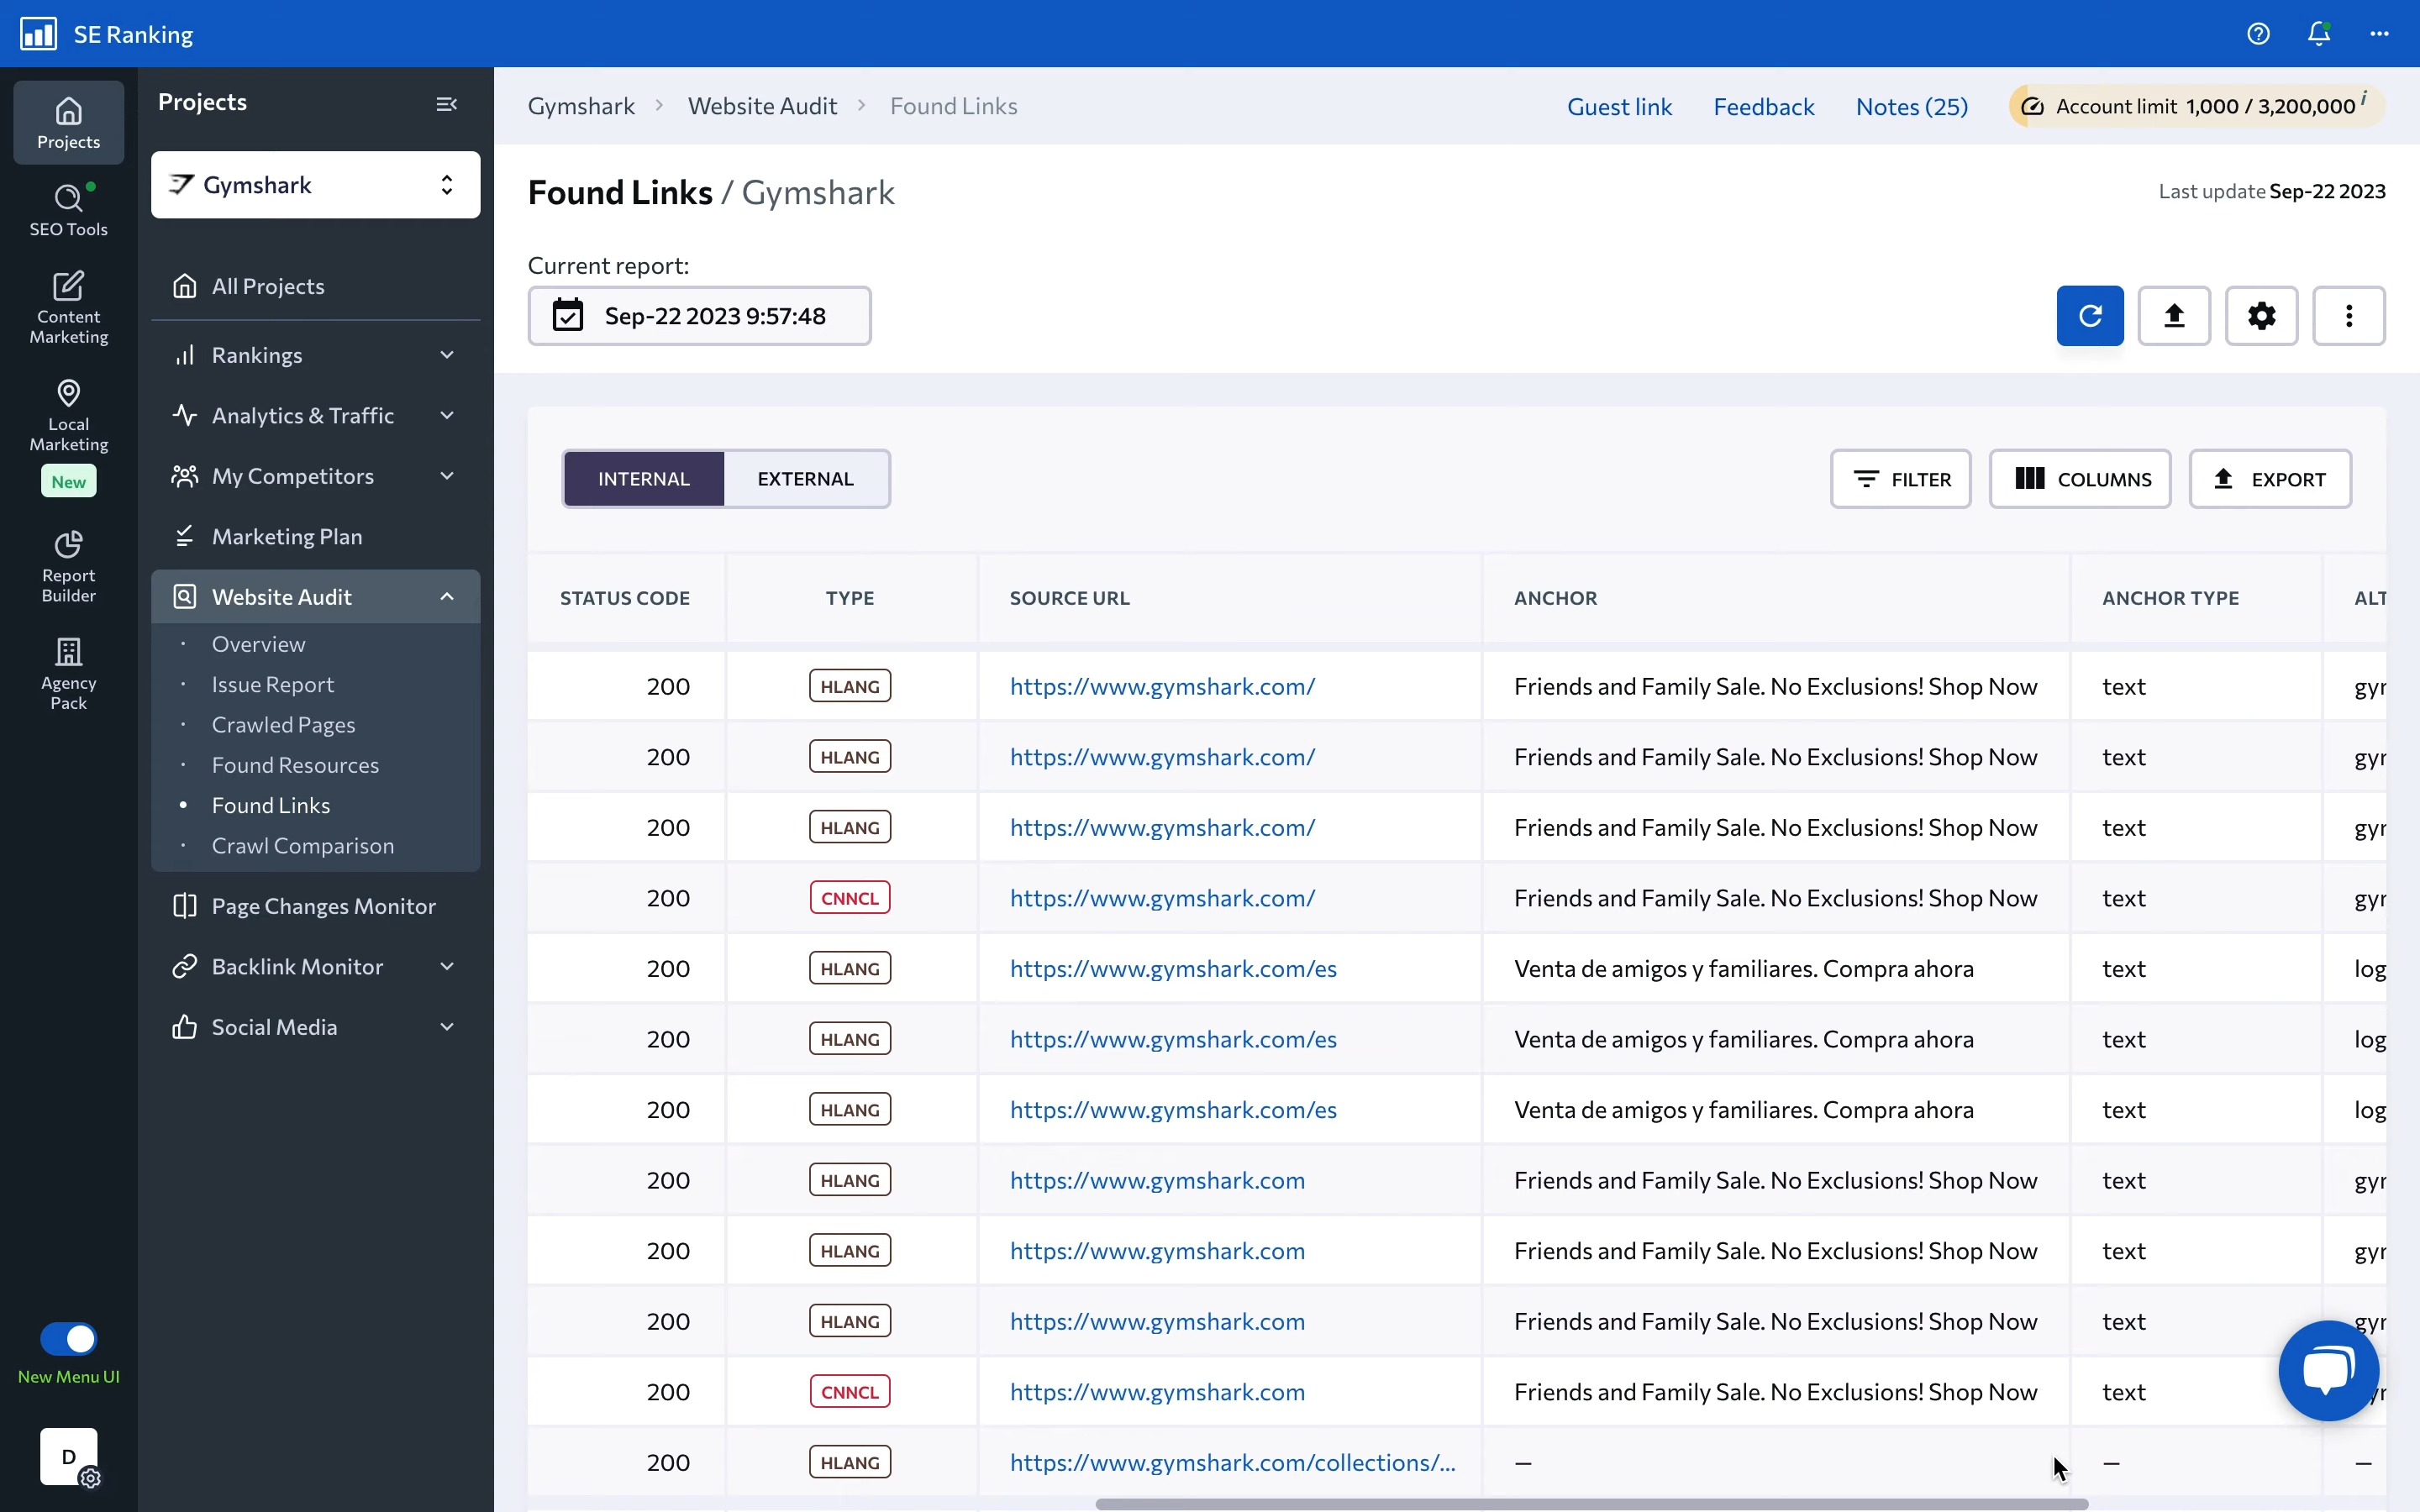 SE Ranking
Projects
SEO Tools
Content
Marketing
Local
Marketing
New
Report
Builder
Agency
Pack
New Menu UI
D
Projects
Gymshark
All Projects
Rankings
Analytics & Traffic
My Competitors
Marketing Plan
Website Audit
Overview
Issue Report
Crawled Pages
Found Resources
Found Links
Crawl Comparison
Page Changes Monitor
Backlink Monitor
Social Media
Gymshark > Website Audit > Found Links
Guest link Feedback Notes (25) Account limit 1,000 / 3,200,000 i
Found Links / Gymshark
Last update Sep-22 2023
Current report:
Sep-22 2023 9:57:48
INTERNAL EXTERNAL FILTER COLUMNS EXPORT
STATUS CODE TYPE SOURCE URL ANCHOR ANCHOR TYPE ALT
200 HLANG https://www.gymshark.com/ Friends and Family Sale. No Exclusions! Shop Now text gyr
200 HLANG https://www.gymshark.com/ Friends and Family Sale. No Exclusions! Shop Now text gyr
200 HLANG https://www.gymshark.com/ Friends and Family Sale. No Exclusions! Shop Now text gyr
200 CNNCL https://www.gymshark.com/ Friends and Family Sale. No Exclusions! Shop Now text gyr
200 HLANG https://www.gymshark.com/es Venta de amigos y familiares. Compra ahora text log
200 HLANG https://www.gymshark.com/es Venta de amigos y familiares. Compra ahora text log
200 HLANG https://www.gymshark.com/es Venta de amigos y familiares. Compra ahora text log
200 HLANG https://www.gymshark.com Friends and Family Sale. No Exclusions! Shop Now text gyr
200 HLANG https://www.gymshark.com Friends and Family Sale. No Exclusions! Shop Now text gyr
200 HLANG https://www.gymshark.com Friends and Family Sale. No Exclusions! Shop Now text gyr
200 CNNCL https://www.gymshark.com Friends and Family Sale. No Exclusions! Shop Now text
200 HLANG https://www.gymshark.com/collections/... — — —